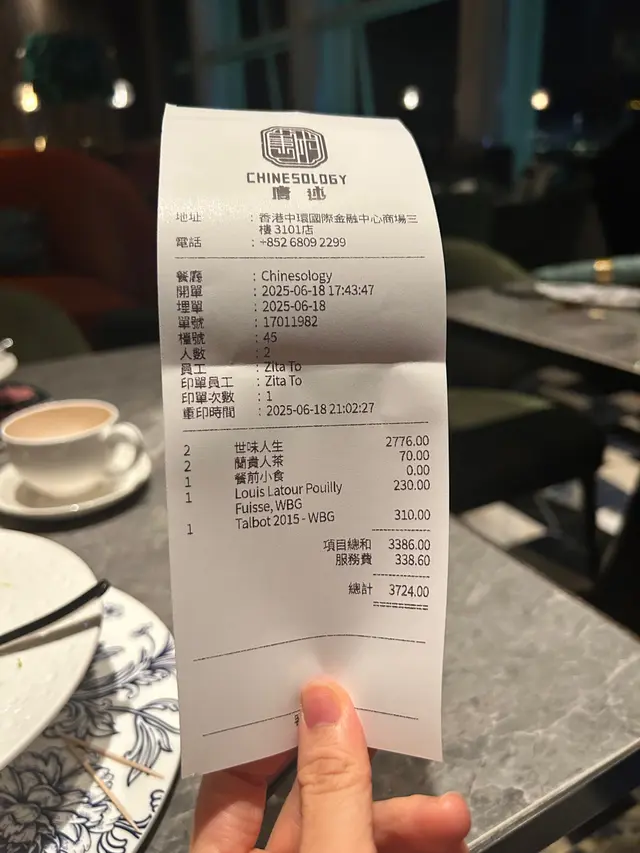 CHINESOLOGY
唐述
地址 : 香港中環國際金融中心商場三
樓 3101店
電話 : +852 6809 2299
餐廳 : Chinesology
開單 : 2025-06-18 17:43:47
埋單 : 2025-06-18
單號 : 17011982
檯號 : 45
人數 : 2
員工 : Zita To
印單員工 : Zita To
印單次數 : 1
重印時間 : 2025-06-18 21:02:27
2 世味人生 2776.00
2 蘭貴人茶 70.00
1 餐前小食 0.00
1 Louis Latour Pouilly 230.00
Fuisse, WBG
1 Talbot 2015 - WBG 310.00
項目總和 3386.00
服務費 338.60
總計 3724.00